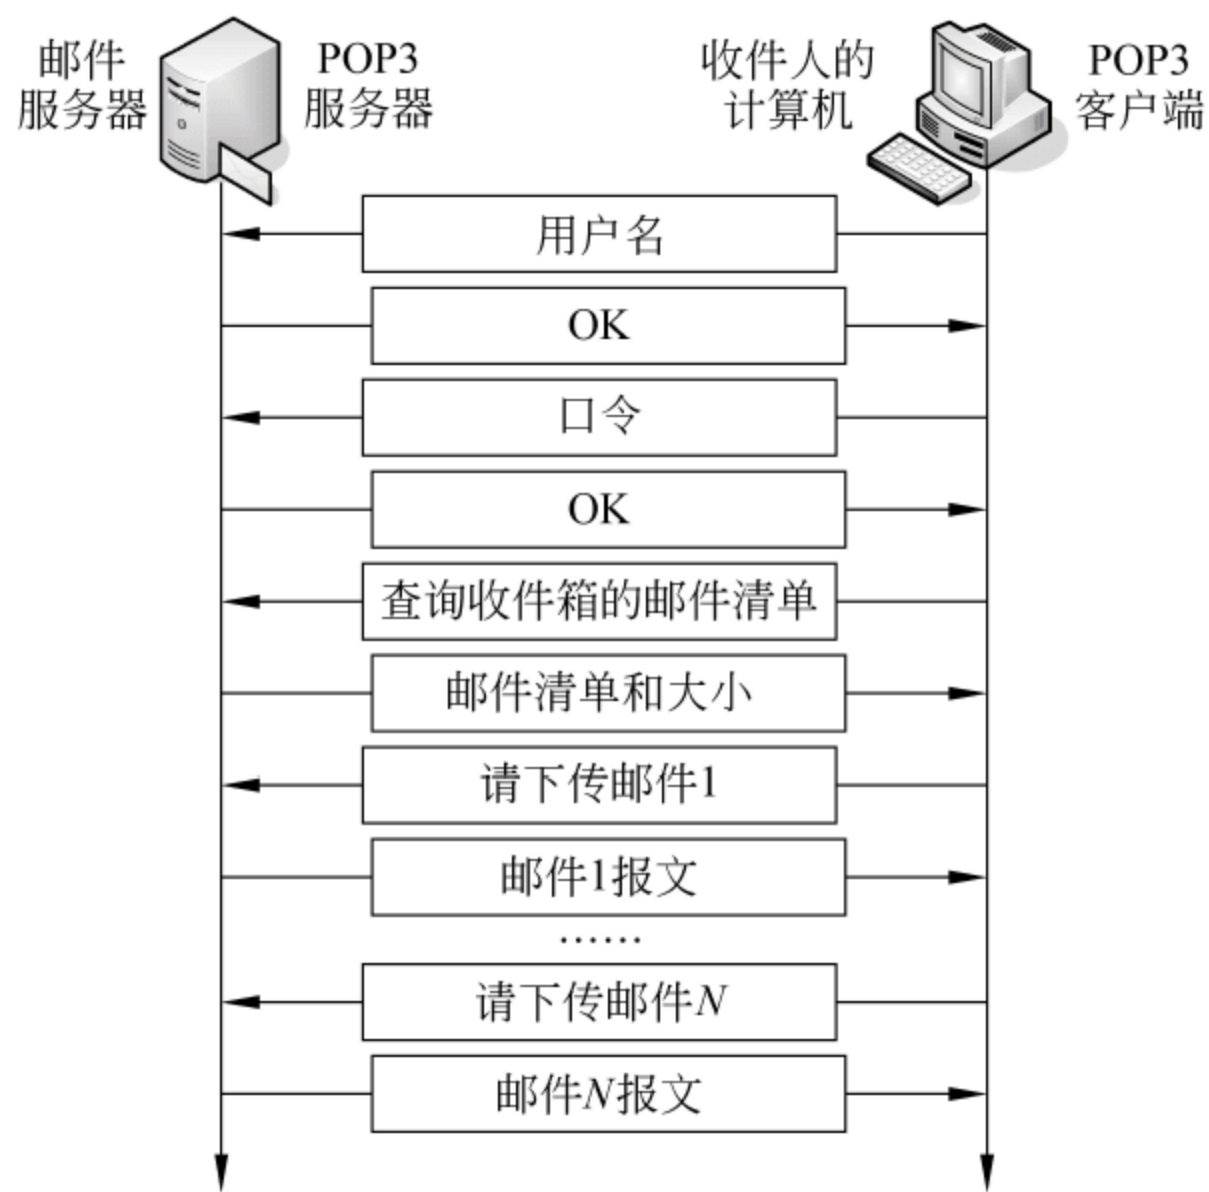 邮件
服务器
POP3
服务器
收件人的
计算机
POP3
客户端
用户名
OK
口令
OK
查询收件箱的邮件清单
邮件清单和大小
请下传邮件1
邮件1报文
……
请下传邮件N
邮件N报文